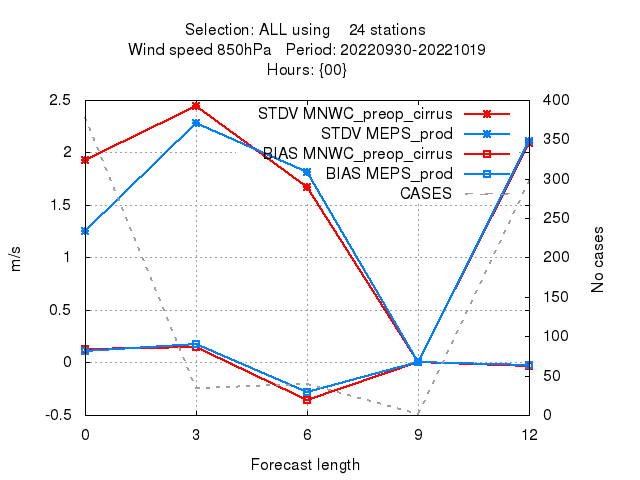 Selection: ALL using 24 stations
Wind speed 850hPa Period: 20220930-20221019
Hours: {00}
STDV MNWC_preop_cirrus
STDV MEPS_prod
BIAS MNWC_preop_cirrus
BIAS MEPS_prod
CASES
2.5
2
1.5
1
0.5
0
-0.5
m/s
400
350
300
250
200
150
100
50
0
No cases
0 3 6 9 12
Forecast length